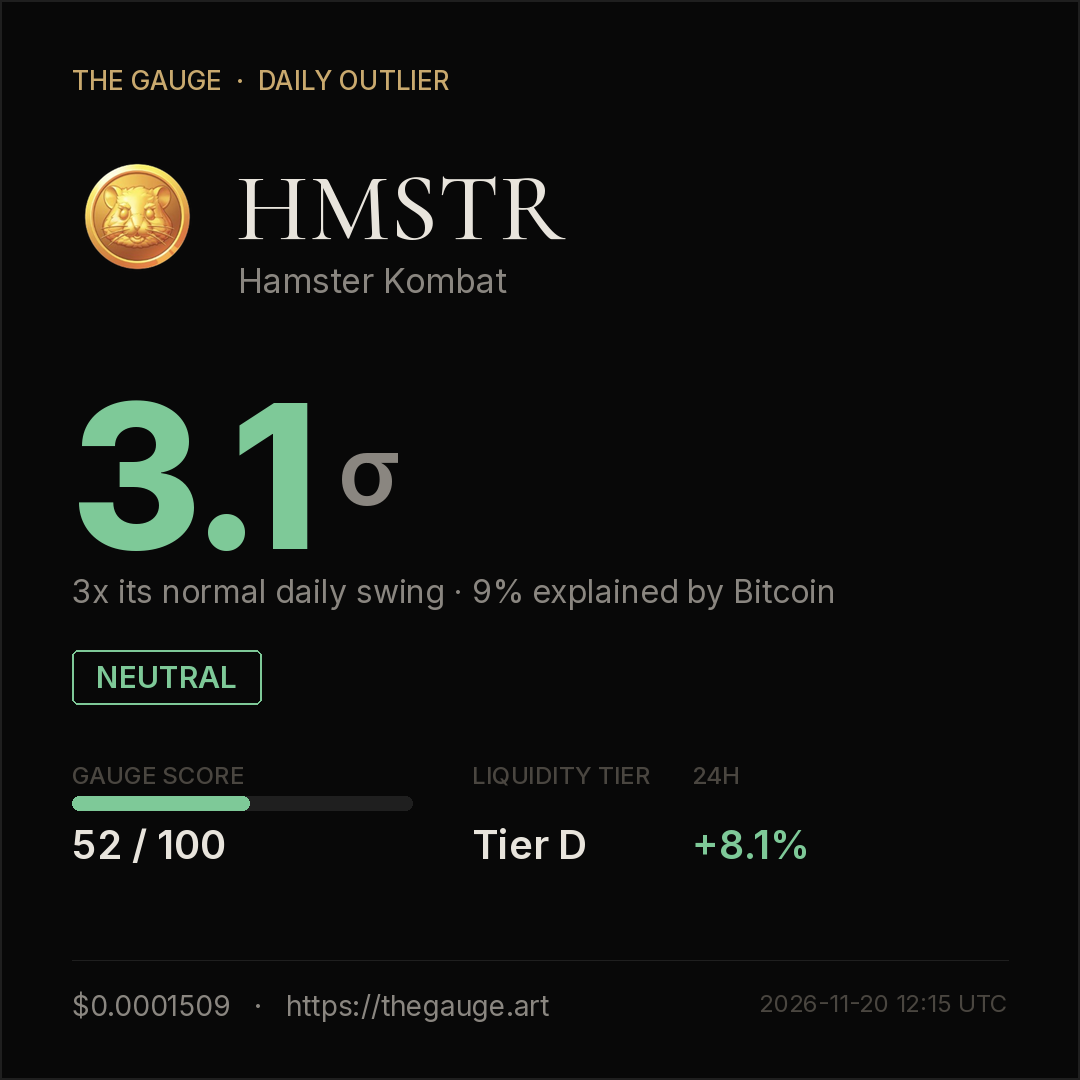 THE GAUGE · DAILY OUTLIER
HMSTR
Hamster Kombat
3.1 σ
3x its normal daily swing · 9% explained by Bitcoin
NEUTRAL
GAUGE SCORE LIQUIDITY TIER 24H
52 / 100 Tier D +8.1%
$0.0001509 · https://thegauge.art 2026-11-20 12:15 UTC